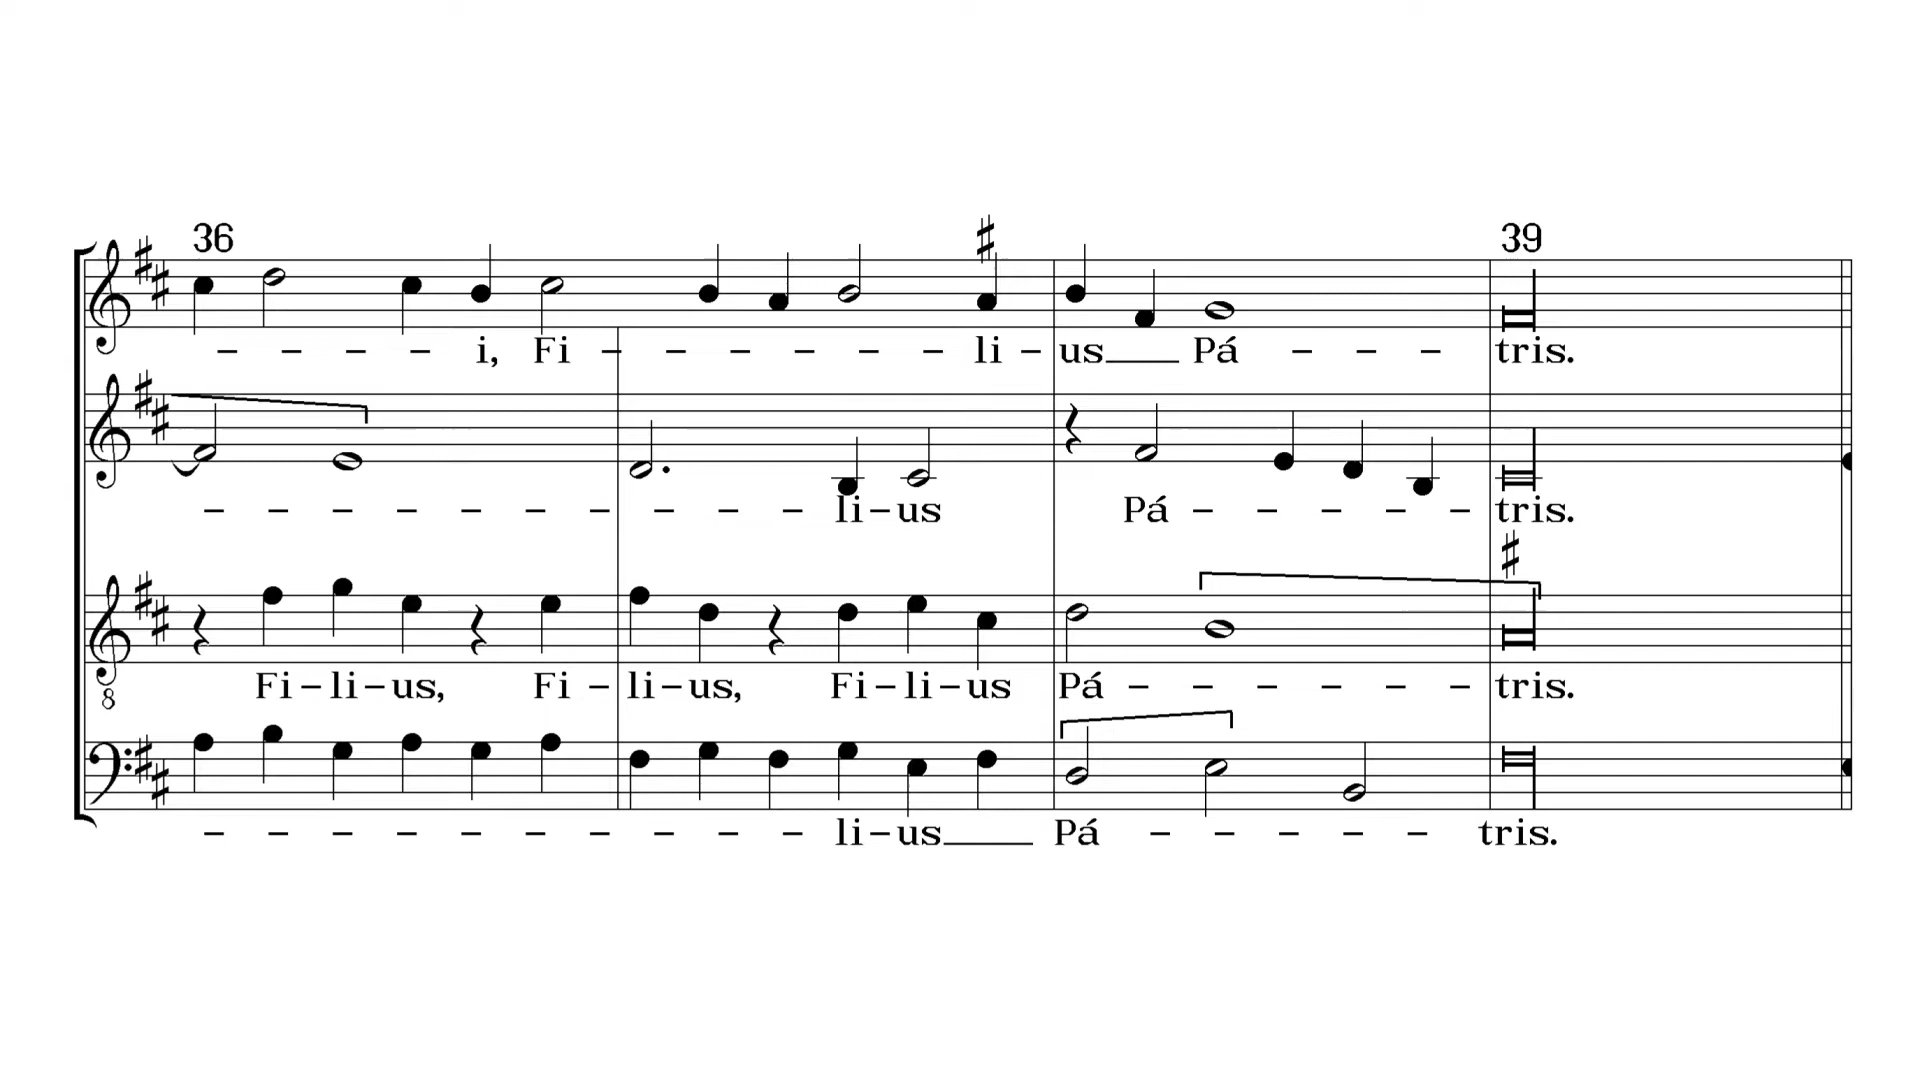 36 39
- - - - i, Fi - - - - - - li - us___ Pá - - - tris.
- - - - - - - - - - li-us Pá - - - - - tris.
Fi-li-us, Fi-li-us, Fi-li-us Pá - - - - - - tris.
8
- - - - - - - - - - li-us___ Pá - - - - - tris.